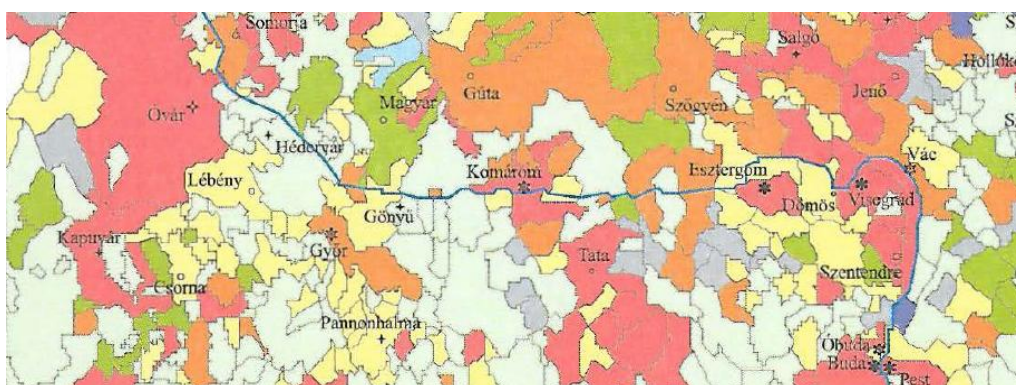 Somorja
Salgó
Hollókő
Gúta
Szőgyén
Jenő
Magyar
Óvár
Hédervár
Vác
Komárom
Esztergom
Lébény
Dömös
Visegrád
Gönyü
Kapuvár
Győr
Tata
Szentendre
Csorna
Pannonhalma
Óbuda
Buda
Pest